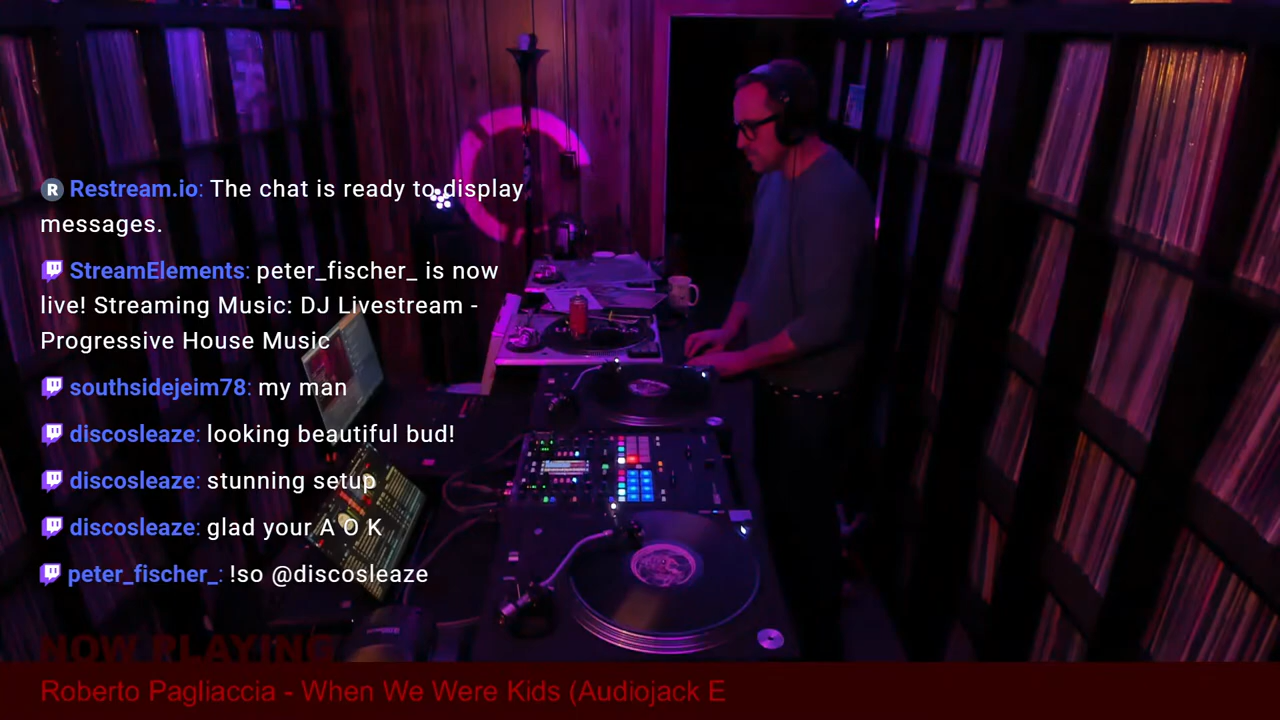 R Restream.io: The chat is ready to display
messages.
StreamElements: peter_fischer_ is now
live! Streaming Music: DJ Livestream -
Progressive House Music
southsidejeim78: my man
discosleaze: looking beautiful bud!
discosleaze: stunning setup
discosleaze: glad your A O K
peter_fischer_: !so @discosleaze
NOW PLAYING
Roberto Pagliaccia - When We Were Kids (Audiojack E